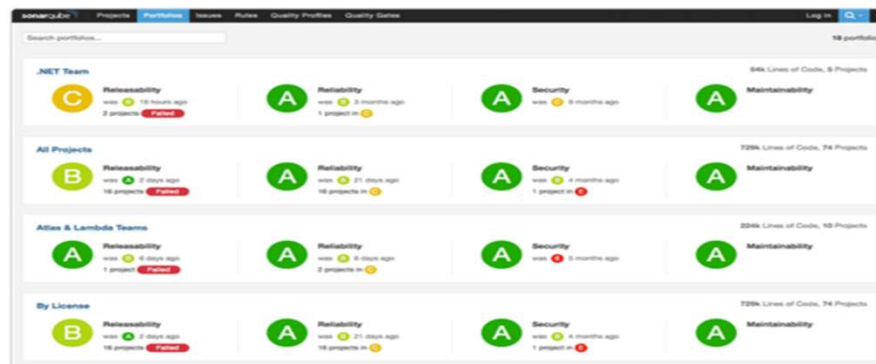 sonarqube Projects Portfolios Issues Rules Quality Profiles Quality Gates Log in
Search portfolios... 18 portfolio
.NET Team 54k Lines of Code, 5 Projects
C Releasability A Reliability A Security A Maintainability
was B 19 hours ago was B 3 months ago was C 9 months ago
2 projects Failed 1 project in C
All Projects 729k Lines of Code, 74 Projects
B Releasability A Reliability A Security A Maintainability
was A 2 days ago was B 21 days ago was B 4 months ago
16 projects Failed 16 projects in C 1 project in E
Atlas & Lambda Teams 224k Lines of Code, 10 Projects
A Releasability A Reliability A Security A Maintainability
was B 6 days ago was B 6 days ago was E 5 months ago
1 project Failed 2 projects in C
By License 729k Lines of Code, 74 Projects
B Releasability A Reliability A Security A Maintainability
was A 2 days ago was B 21 days ago was B 4 months ago
16 projects Failed 16 projects in C 1 project in E